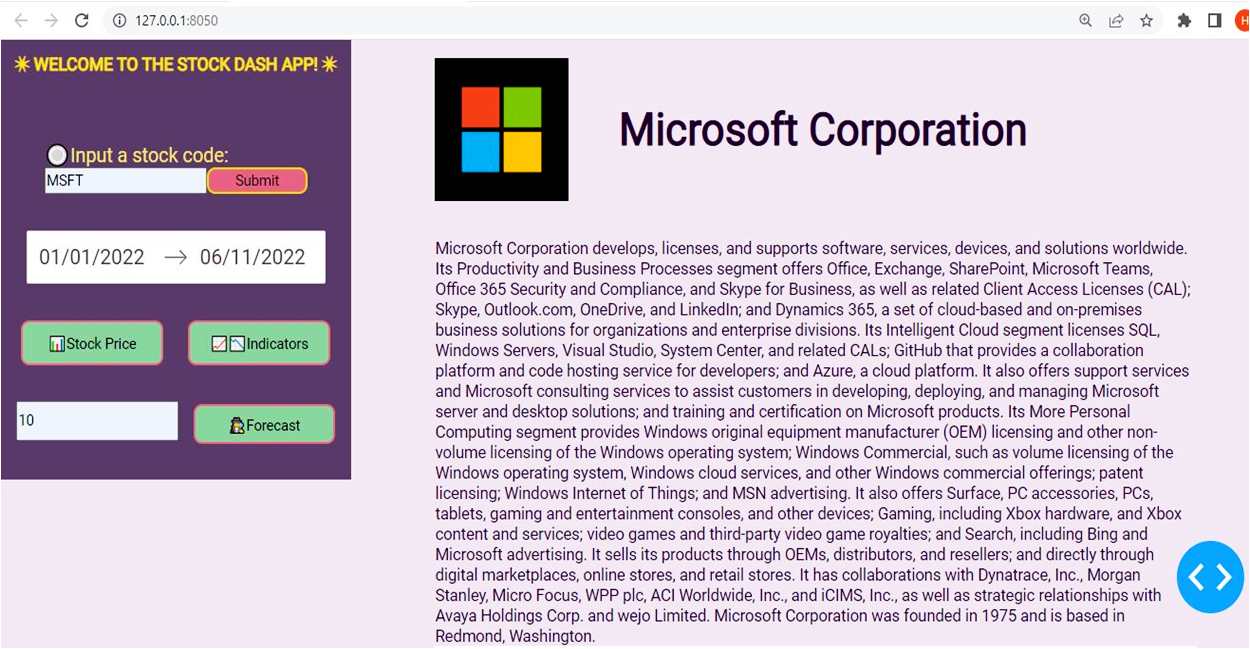 127.0.0.1:8050
H
✴ WELCOME TO THE STOCK DASH APP! ✴
Input a stock code:
MSFT
Submit
01/01/2022 → 06/11/2022
Stock Price
Indicators
10
Forecast
Microsoft Corporation
Microsoft Corporation develops, licenses, and supports software, services, devices, and solutions worldwide.
Its Productivity and Business Processes segment offers Office, Exchange, SharePoint, Microsoft Teams,
Office 365 Security and Compliance, and Skype for Business, as well as related Client Access Licenses (CAL);
Skype, Outlook.com, OneDrive, and LinkedIn; and Dynamics 365, a set of cloud-based and on-premises
business solutions for organizations and enterprise divisions. Its Intelligent Cloud segment licenses SQL,
Windows Servers, Visual Studio, System Center, and related CALs; GitHub that provides a collaboration
platform and code hosting service for developers; and Azure, a cloud platform. It also offers support services
and Microsoft consulting services to assist customers in developing, deploying, and managing Microsoft
server and desktop solutions; and training and certification on Microsoft products. Its More Personal
Computing segment provides Windows original equipment manufacturer (OEM) licensing and other non-
volume licensing of the Windows operating system; Windows Commercial, such as volume licensing of the
Windows operating system, Windows cloud services, and other Windows commercial offerings; patent
licensing; Windows Internet of Things; and MSN advertising. It also offers Surface, PC accessories, PCs,
tablets, gaming and entertainment consoles, and other devices; Gaming, including Xbox hardware, and Xbox
content and services; video games and third-party video game royalties; and Search, including Bing and
Microsoft advertising. It sells its products through OEMs, distributors, and resellers; and directly through
digital marketplaces, online stores, and retail stores. It has collaborations with Dynatrace, Inc., Morgan
Stanley, Micro Focus, WPP plc, ACI Worldwide, Inc., and iCIMS, Inc., as well as strategic relationships with
Avaya Holdings Corp. and wejo Limited. Microsoft Corporation was founded in 1975 and is based in
Redmond, Washington.